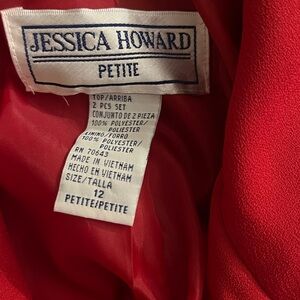 JESSICA HOWARD
PETITE
TOP/ARRIBA
2 PCS SET
CONJUNTO DE 2 PIEZA
100% POLYESTER/
POLIESTER
LINING/FORRO
100% POLYESTER/
POLIESTER
RN 70643
MADE IN VIETNAM
HECHO EN VIETNAM
SIZE/TALLA
12
PETITE/PETITE